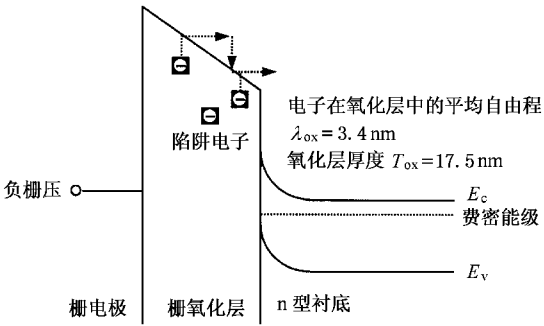 电子在氧化层中的平均自由程
λox=3.4 nm
氧化层厚度 Tox=17.5 nm
陷阱电子
负栅压
Ec
费密能级
Ev
栅电极
栅氧化层
n 型衬底